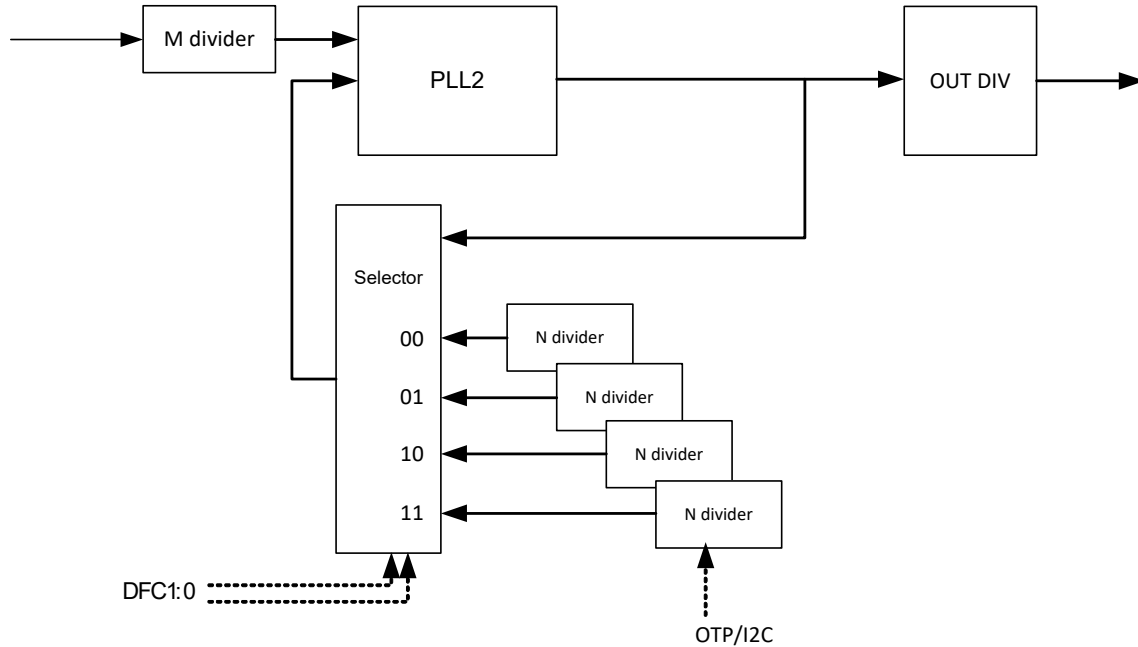 M divider
PLL2
OUT DIV
Selector
00
N divider
01
N divider
10
N divider
11
N divider
DFC1:0
OTP/I2C